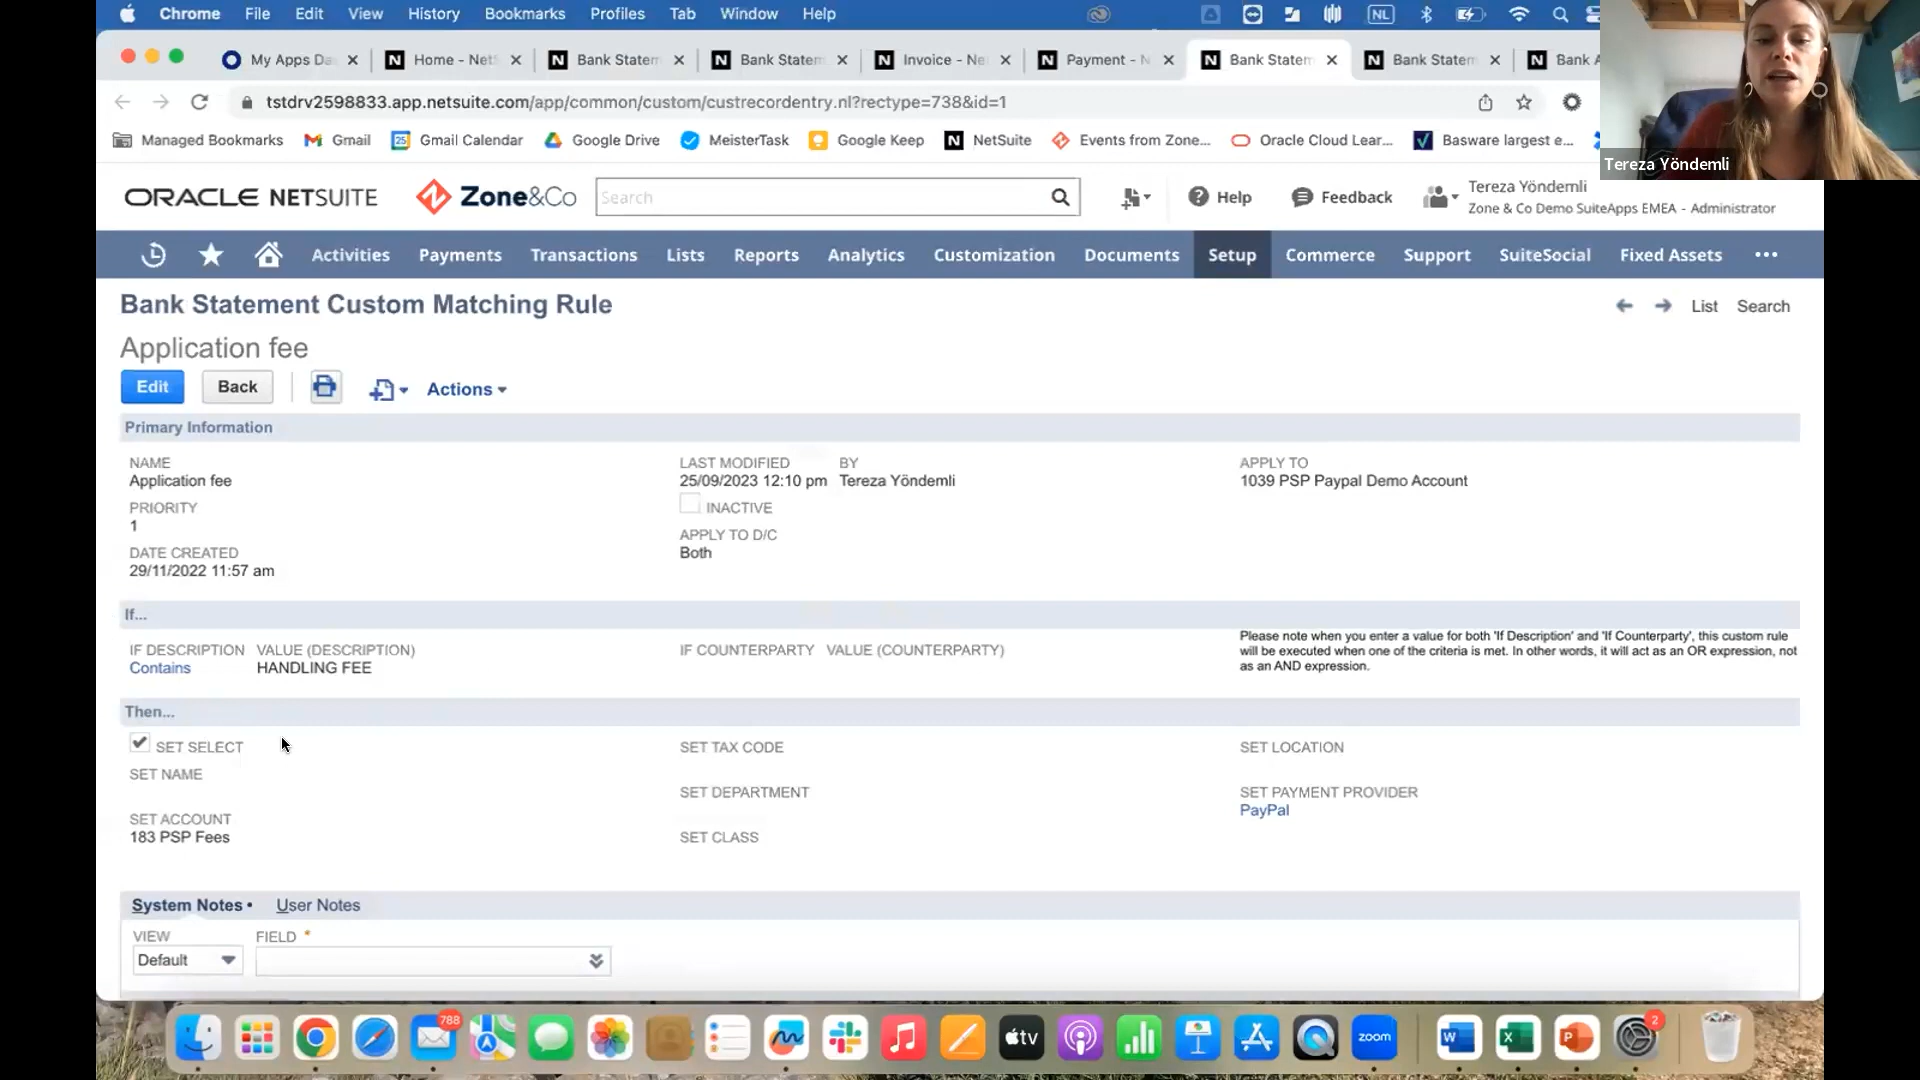 Chrome File Edit View History Bookmarks Profiles Tab Window Help NL
My Apps Da Home - Net Bank Statem Bank Statem Invoice - Ne Payment - N Bank Statem Bank Statem Bank A
tstdrv2598833.app.netsuite.com/app/common/custom/custrecordentry.nl?rectype=738&id=1
Managed Bookmarks Gmail Gmail Calendar Google Drive MeisterTask Google Keep NetSuite Events from Zone... Oracle Cloud Lear... Basware largest e...
Tereza Yöndemli
ORACLE NETSUITE Zone&Co Search Help Feedback Tereza Yöndemli
Zone & Co Demo SuiteApps EMEA - Administrator
Activities Payments Transactions Lists Reports Analytics Customization Documents Setup Commerce Support SuiteSocial Fixed Assets
Bank Statement Custom Matching Rule List Search
Application fee
Edit Back Actions
Primary Information
NAME LAST MODIFIED BY APPLY TO
Application fee 25/09/2023 12:10 pm Tereza Yöndemli 1039 PSP Paypal Demo Account
PRIORITY INACTIVE
1
APPLY TO D/C
DATE CREATED Both
29/11/2022 11:57 am
If...
IF DESCRIPTION VALUE (DESCRIPTION) IF COUNTERPARTY VALUE (COUNTERPARTY)
Contains HANDLING FEE
Please note when you enter a value for both 'If Description' and 'If Counterparty', this custom rule
will be executed when one of the criteria is met. In other words, it will act as an OR expression, not
as an AND expression.
Then...
SET SELECT SET TAX CODE SET LOCATION
SET NAME
SET DEPARTMENT SET PAYMENT PROVIDER
PayPal
SET ACCOUNT
183 PSP Fees SET CLASS
System Notes • User Notes
VIEW FIELD *
Default
788 tv zoom W X P 2